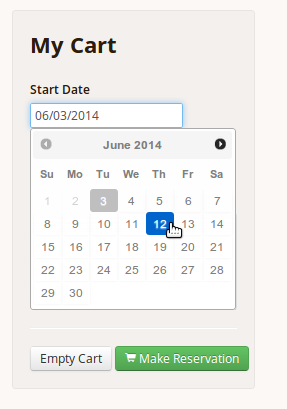 My Cart
Start Date
06/03/2014
June 2014
Su Mo Tu We Th Fr Sa
1 2 3 4 5 6 7
8 9 10 11 12 13 14
15 16 17 18 19 20 21
22 23 24 25 26 27 28
29 30
Empty Cart Make Reservation